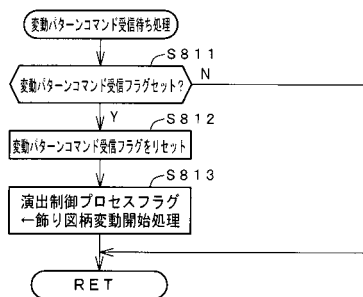 変動パターンコマンド受信待ち処理
S811
変動パターンコマンド受信フラグセット?
N
Y
S812
変動パターンコマンド受信フラグをリセット
S813
演出制御プロセスフラグ
←飾り図柄変動開始処理
RET